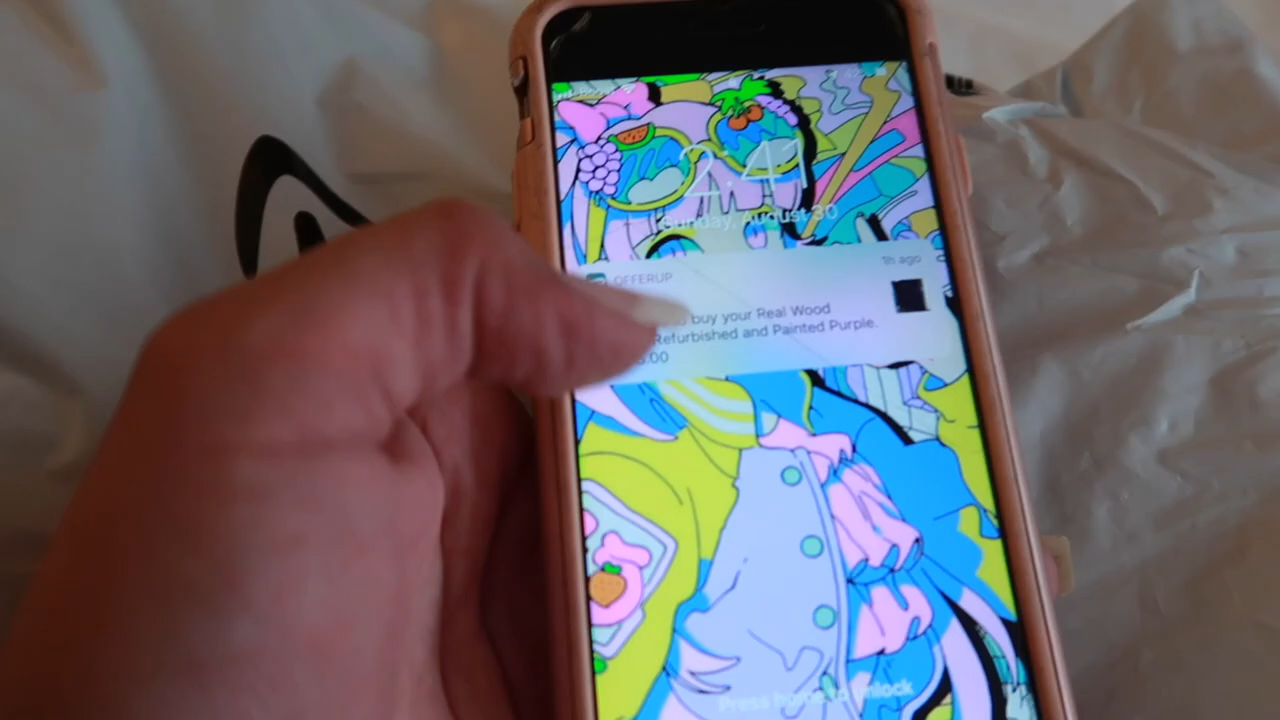 2:41
Sunday, August 30
OFFERUP
1h ago
buy your Real Wood
Refurbished and Painted Purple.
.00
Press home to unlock